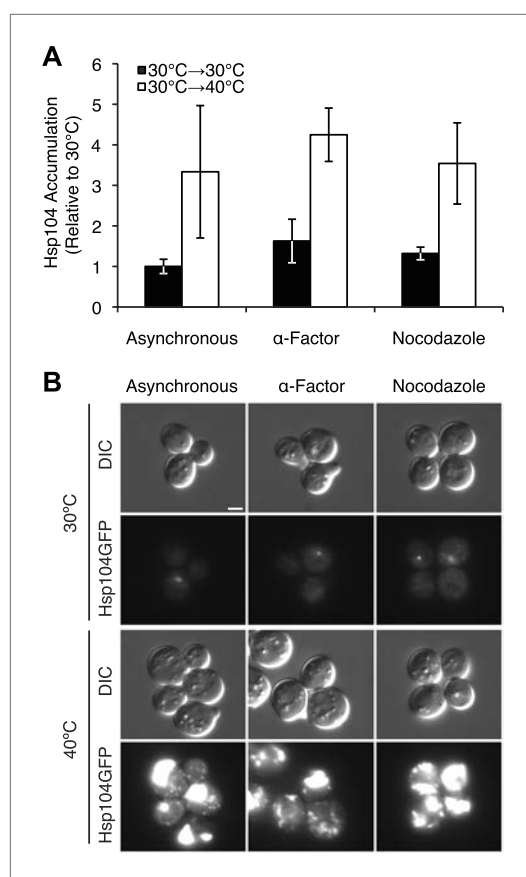 A
6
5
4
3
2
1
0
Hsp104 Accumulation
(Relative to 30°C)
30°C→30°C
30°C→40°C
Asynchronous α-Factor Nocodazole
B
Asynchronous α-Factor Nocodazole
30°C
DIC
Hsp104GFP
40°C
DIC
Hsp104GFP